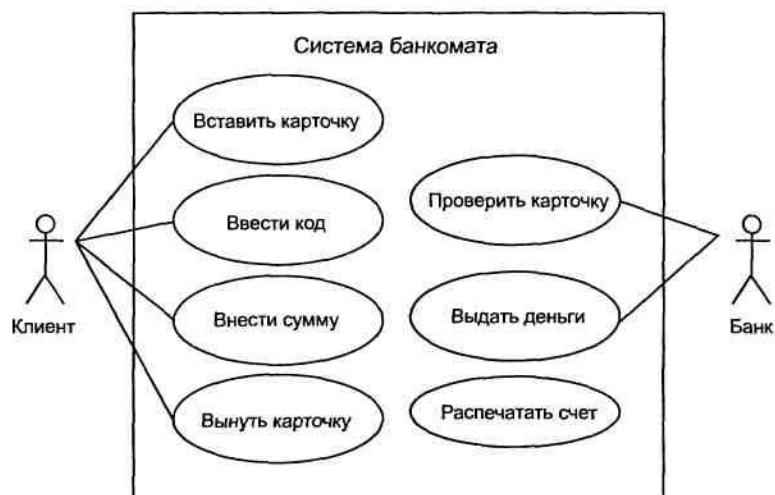 Система банкомата
Вставить карточку
Проверить карточку
Ввести код
Внести сумму
Выдать деньги
Клиент
Банк
Вынуть карточку
Распечатать счет